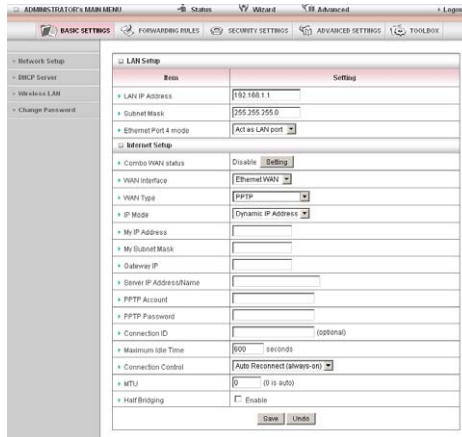 ADMINISTRATOR's MAIN MENU Status Wizard Advanced Logout
BASIC SETTINGS FORWARDING RULES SECURITY SETTINGS ADVANCED SETTINGS TOOLBOX
Network Setup
DHCP Server
Wireless LAN
Change Password
LAN Setup
Item Setting
LAN IP Address 192.168.1.1
Subnet Mask 255.255.255.0
Ethernet Port 4 mode Act as LAN port
Internet Setup
Combo WAN status Disable Setting
WAN Interface Ethernet WAN
WAN Type PPTP
IP Mode Dynamic IP Address
My IP Address
My Subnet Mask
Gateway IP
Server IP Address/Name
PPTP Account
PPTP Password
Connection ID (optional)
Maximum Idle Time 600 seconds
Connection Control Auto Reconnect (always-on)
MTU 0 (0 is auto)
Half Bridging Enable
Save Undo